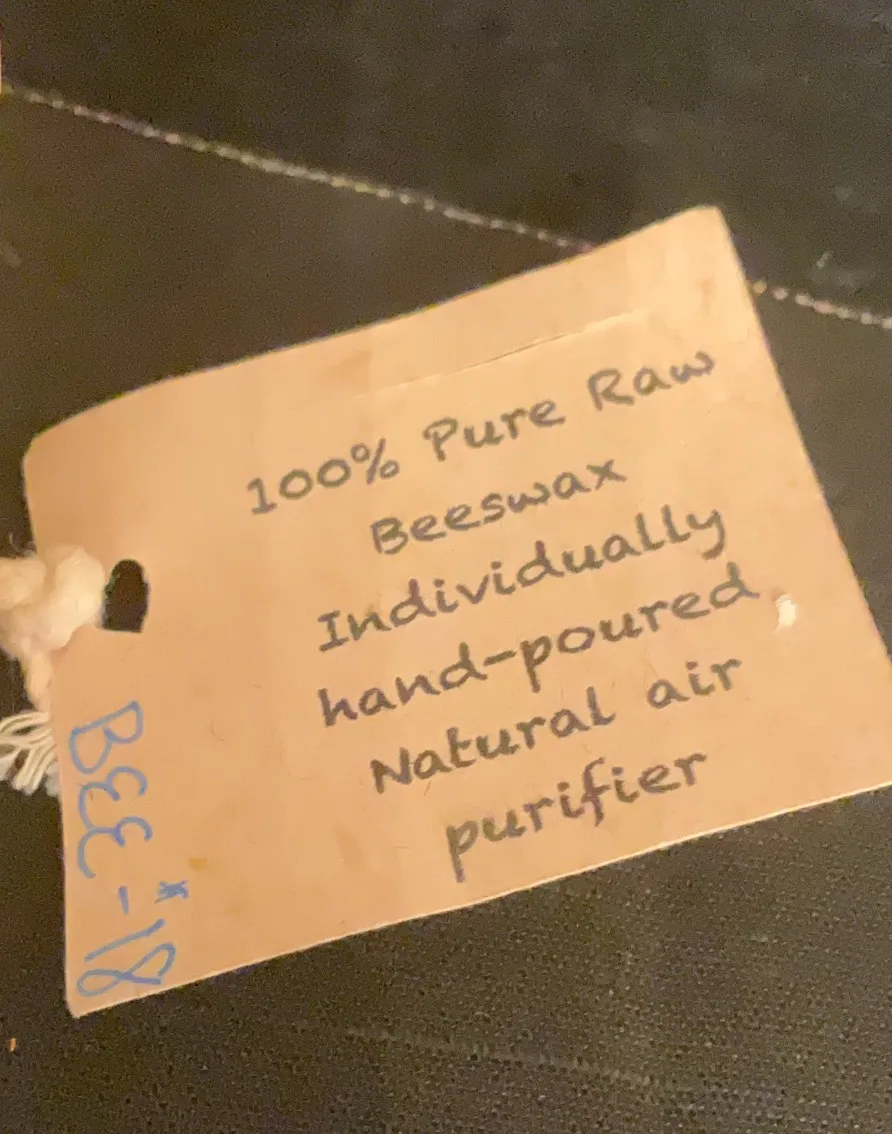 100% Pure Raw
Beeswax
Individually
hand-poured
Natural air
purifier
BEE-*18